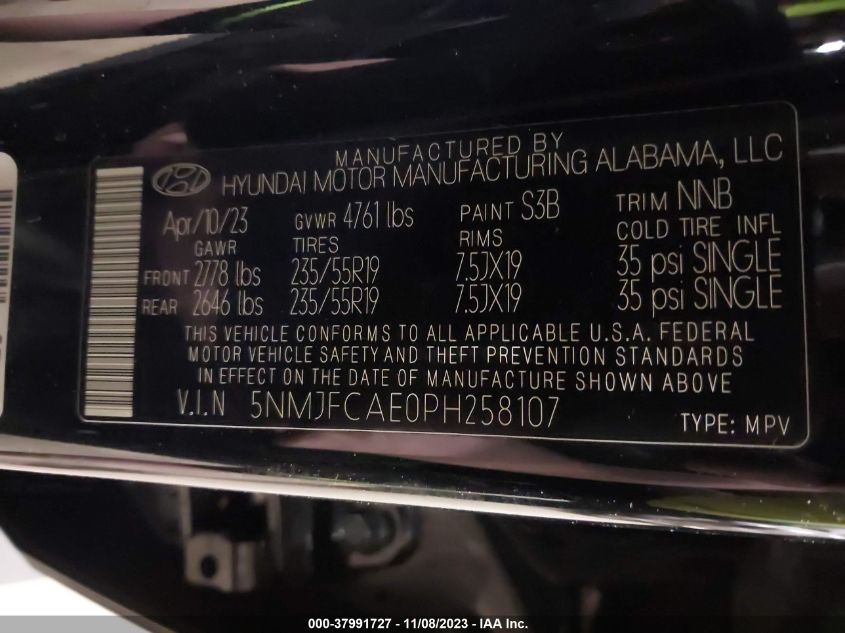 MANUFACTURED BY
HYUNDAI MOTOR MANUFACTURING ALABAMA, LLC
Apr/10/23 GVWR 4761 lbs PAINT S3B TRIM NNB
GAWR TIRES RIMS COLD TIRE INFL
FRONT 2778 lbs 235/55R19 7.5JX19 35 psi SINGLE
REAR 2646 lbs 235/55R19 7.5JX19 35 psi SINGLE
THIS VEHICLE CONFORMS TO ALL APPLICABLE U.S.A. FEDERAL
MOTOR VEHICLE SAFETY AND THEFT PREVENTION STANDARDS
IN EFFECT ON THE DATE OF MANUFACTURE SHOWN ABOVE
V.I.N 5NMJFCAE0PH258107 TYPE: MPV
000-37991727 - 11/08/2023 - IAA Inc.